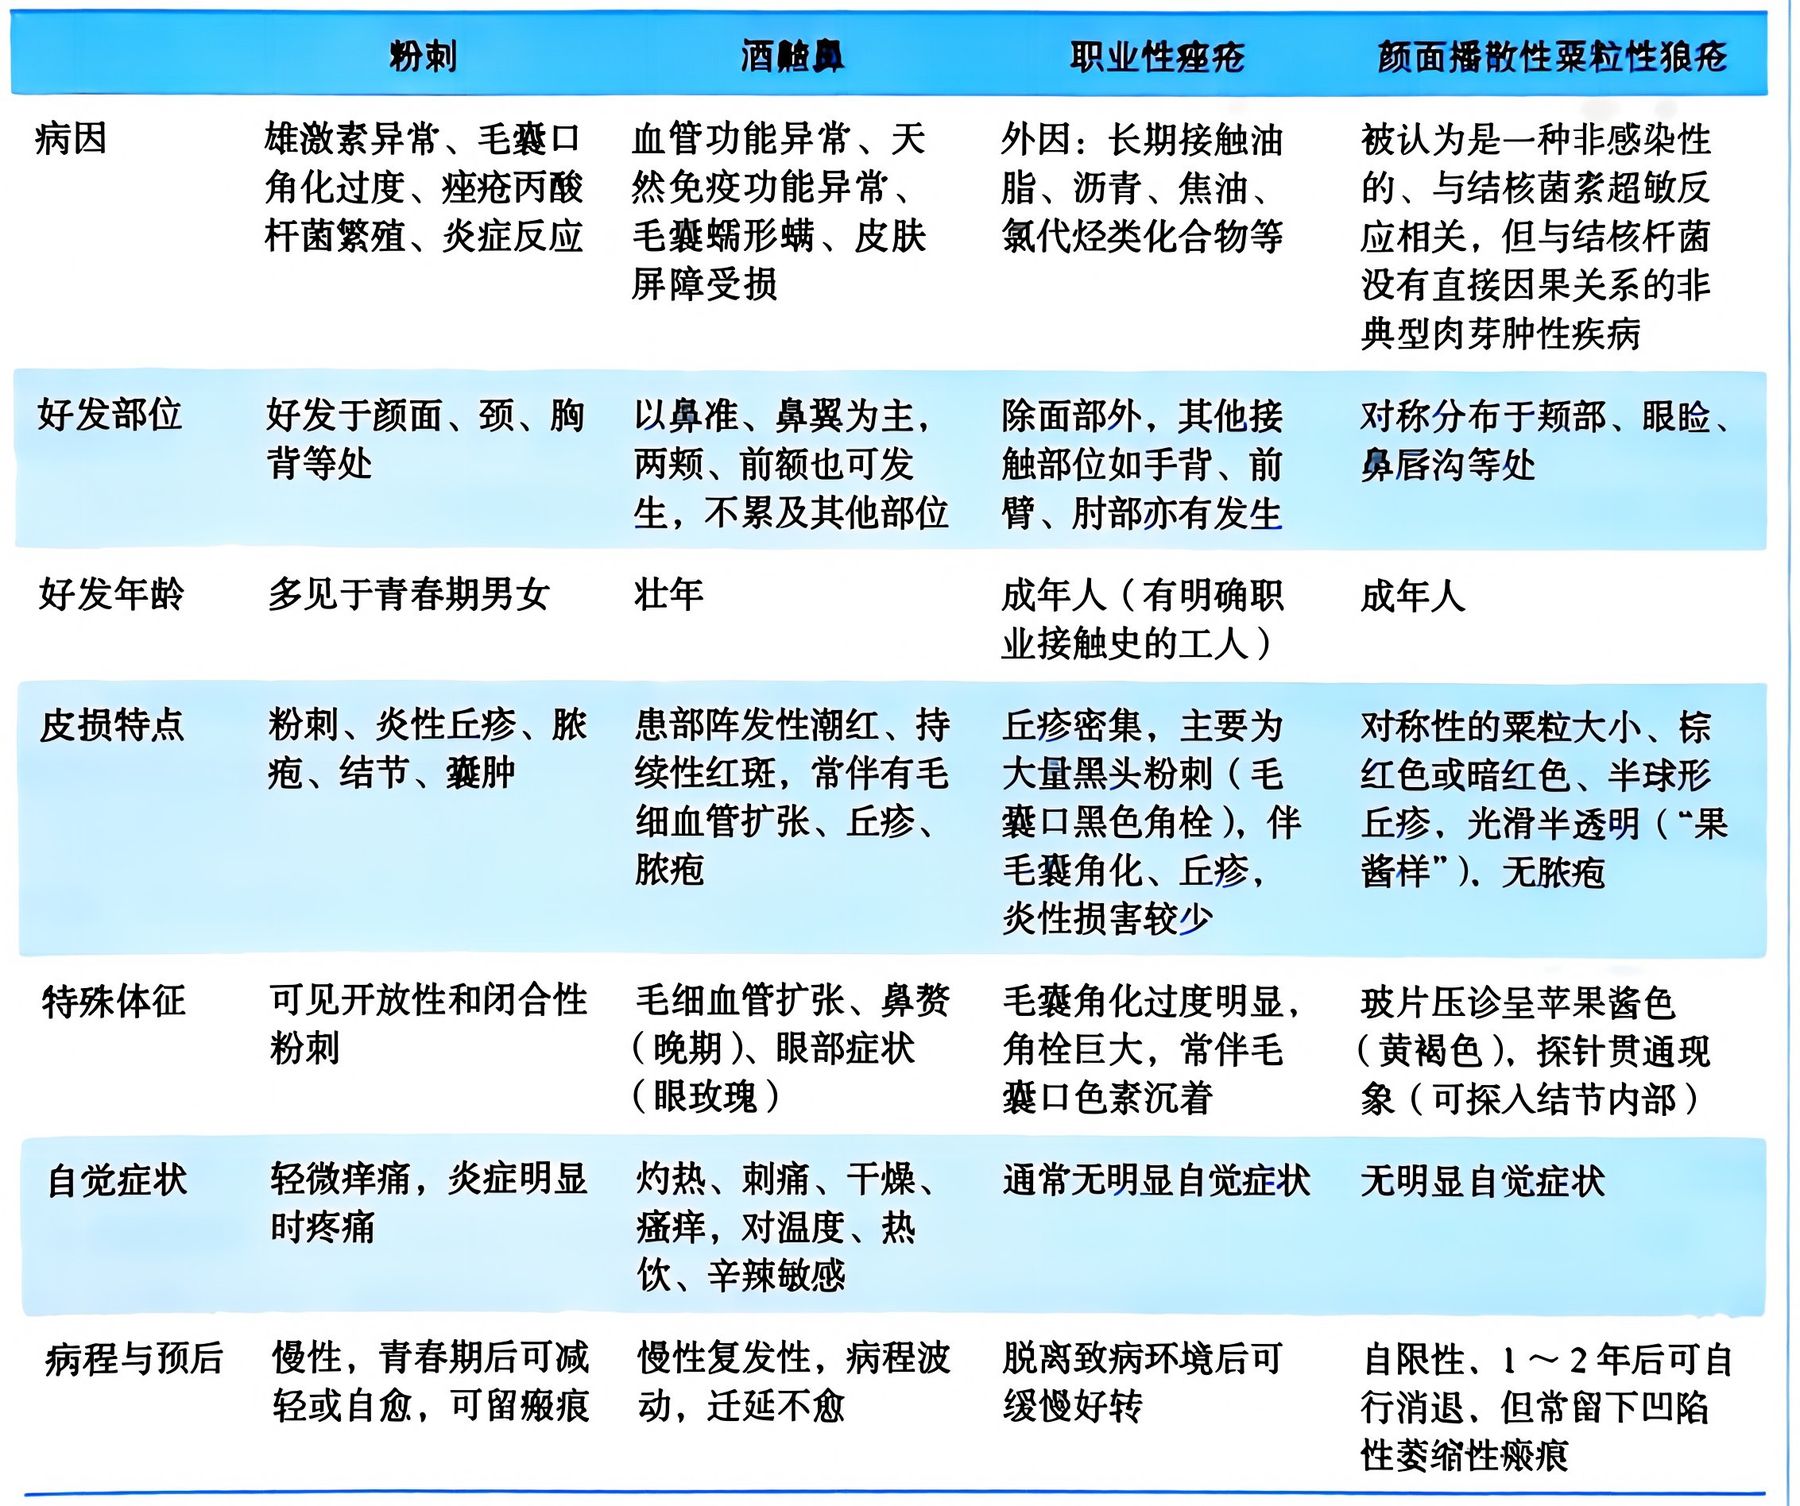 粉刺 酒齄鼻 职业性痤疮 颜面播散性粟粒性狼疮
病因
雄激素异常、毛囊口
角化过度、痤疮丙酸
杆菌繁殖、炎症反应
血管功能异常、天
然免疫功能异常、
毛囊蠕形螨、皮肤
屏障受损
外因：长期接触油
脂、沥青、焦油、
氯代烃类化合物等
被认为是一种非感染性
的、与结核菌素超敏反
应相关，但与结核杆菌
没有直接因果关系的非
典型肉芽肿性疾病
好发部位
好发于颜面、颈、胸
背等处
以鼻准、鼻翼为主，
两颊、前额也可发
生，不累及其他部位
除面部外，其他接
触部位如手背、前
臂、肘部亦有发生
对称分布于颊部、眼睑、
鼻唇沟等处
好发年龄
多见于青春期男女
壮年
成年人（有明确职
业接触史的工人）
成年人
皮损特点
粉刺、炎性丘疹、脓
疱、结节、囊肿
患部阵发性潮红、持
续性红斑，常伴有毛
细血管扩张、丘疹、
脓疱
丘疹密集，主要为
大量黑头粉刺（毛
囊口黑色角栓），伴
毛囊角化、丘疹，
炎性损害较少
对称性的粟粒大小、棕
红色或暗红色、半球形
丘疹，光滑半透明（“果
酱样”），无脓疱
特殊体征
可见开放性和闭合性
粉刺
毛细血管扩张、鼻赘
（晚期）、眼部症状
（眼玫瑰）
毛囊角化过度明显，
角栓巨大，常伴毛
囊口色素沉着
玻片压诊呈苹果酱色
（黄褐色），探针贯通现
象（可探入结节内部）
自觉症状
轻微痒痛，炎症明显
时疼痛
灼热、刺痛、干燥、
瘙痒，对温度、热
饮、辛辣敏感
通常无明显自觉症状
无明显自觉症状
病程与预后
慢性，青春期后可减
轻或自愈，可留瘢痕
慢性复发性，病程波
动，迁延不愈
脱离致病环境后可
缓慢好转
自限性，1～2年后可自
行消退，但常留下凹陷
性萎缩性瘢痕